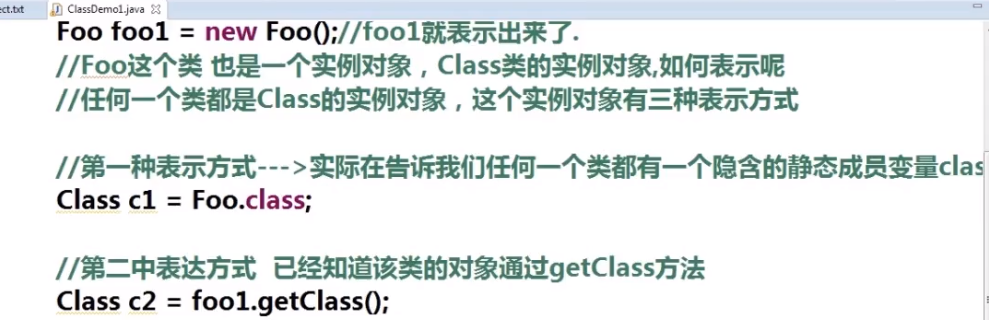 ect.txt ClassDemo1.java
Foo foo1 = new Foo();//foo1就表示出来了.
//Foo这个类 也是一个实例对象，Class类的实例对象,如何表示呢
//任何一个类都是Class的实例对象，这个实例对象有三种表示方式
//第一种表示方式--->实际在告诉我们任何一个类都有一个隐含的静态成员变量clas
Class c1 = Foo.class;
//第二中表达方式  已经知道该类的对象通过getClass方法
Class c2 = foo1.getClass();